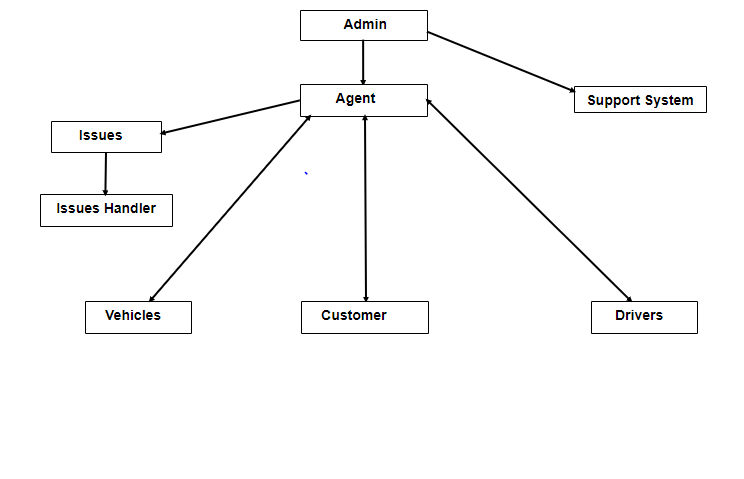 Admin
Agent
Support System
Issues
Issues Handler
Vehicles
Customer
Drivers